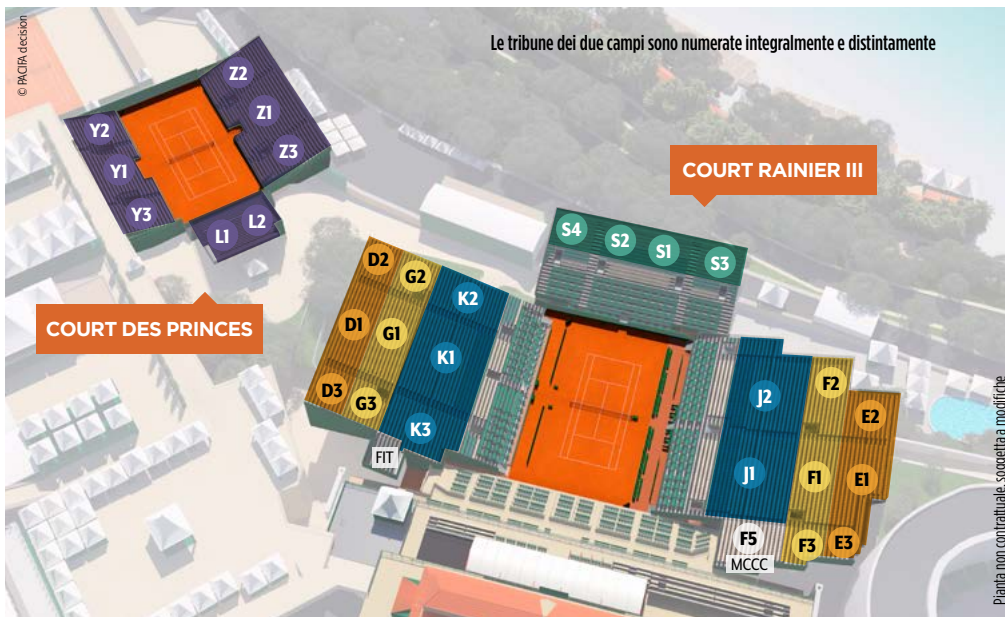 Le tribune dei due campi sono numerate integralmente e distintamente
© PACIFA decision
Z2
Z1
Z3
Y2
Y1
Y3
L2
L1
COURT DES PRINCES
COURT RAINIER III
S4
S2
S1
S3
D2
G2
K2
D1
G1
K1
D3
G3
K3
FIT
J2
F2
E2
J1
F1
E1
F5
F3
E3
MCCC
Pianta non contrattuale, soggetta a modifiche